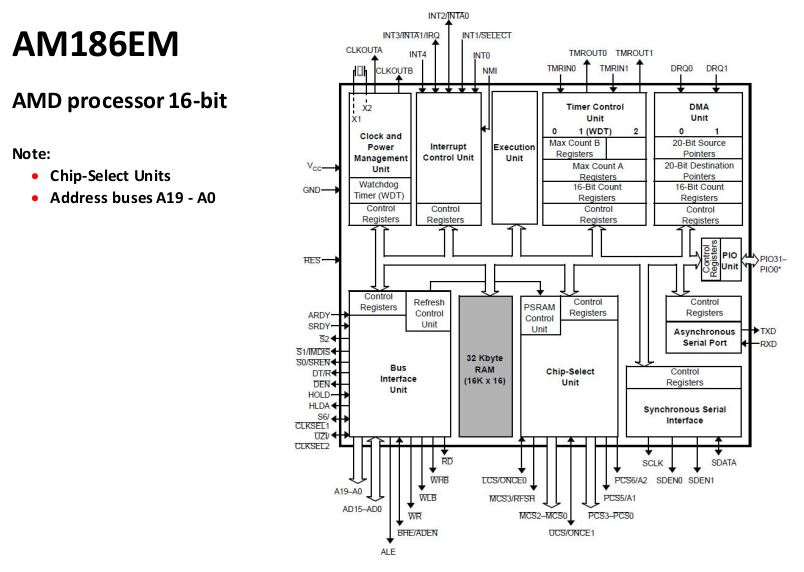 AM186EM
AMD processor 16-bit
Note:
• Chip-Select Units
• Address buses A19 - A0
INT2/INTA0
INT3/INTA1/IRQ
INT1/SELECT
CLKOUTA
INT4
INT0
CLKOUTB
NMI
TMROUT0
TMROUT1
TMRIN0
TMRIN1
DRQ0
DRQ1
X2
X1
Clock and
Power
Management
Unit
Watchdog
Timer (WDT)
Control
Registers
Interrupt
Control Unit
Control
Registers
Execution
Unit
Timer Control
Unit
0 1 (WDT) 2
Max Count B
Registers
Max Count A
Registers
16-Bit Count
Registers
Control
Registers
DMA
Unit
0 1
20-Bit Source
Pointers
20-Bit Destination
Pointers
16-Bit Count
Registers
Control
Registers
VCC
GND
RES
Control
Registers
PIO
Unit
PIO31–
PIO0*
ARDY
SRDY
S2
S1/IMDIS
S0/SREN
DT/R
DEN
HOLD
HLDA
S6/
CLKSEL1
UZI/
CLKSEL2
Control
Registers
Refresh
Control
Unit
Bus
Interface
Unit
32 Kbyte
RAM
(16K x 16)
PSRAM
Control
Unit
Control
Registers
Chip-Select
Unit
Control
Registers
Asynchronous
Serial Port
TXD
RXD
Control
Registers
Synchronous Serial
Interface
RD
WHB
WLB
WR
BHE/ADEN
ALE
A19–A0
AD15–AD0
LCS/ONCE0
MCS3/RFSH
MCS2–MCS0
UCS/ONCE1
PCS6/A2
PCS5/A1
PCS3–PCS0
SCLK
SDATA
SDEN0
SDEN1